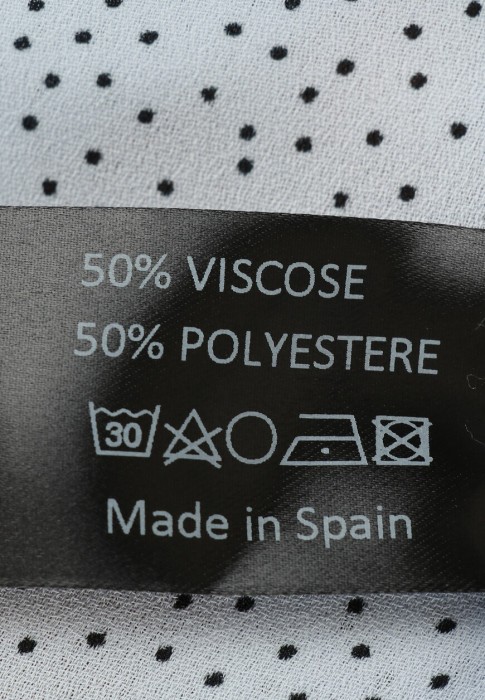 50% VISCOSE
50% POLYESTERE
30
Made in Spain